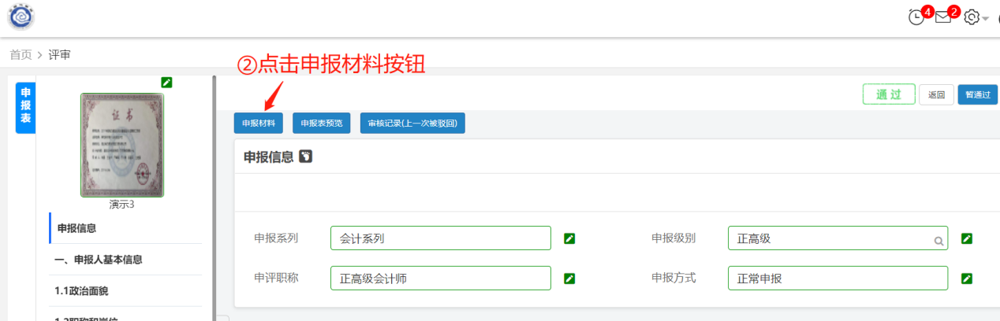 4
2
首页 > 评审
②点击申报材料按钮
申报表
证书
演示3
申报信息
一、申报人基本信息
1.1政治面貌
通过
返回
暂通过
申报材料
申报表预览
审核记录(上一次被驳回)
申报信息
申报系列
会计系列
申报级别
正高级
申评职称
正高级会计师
申报方式
正常申报